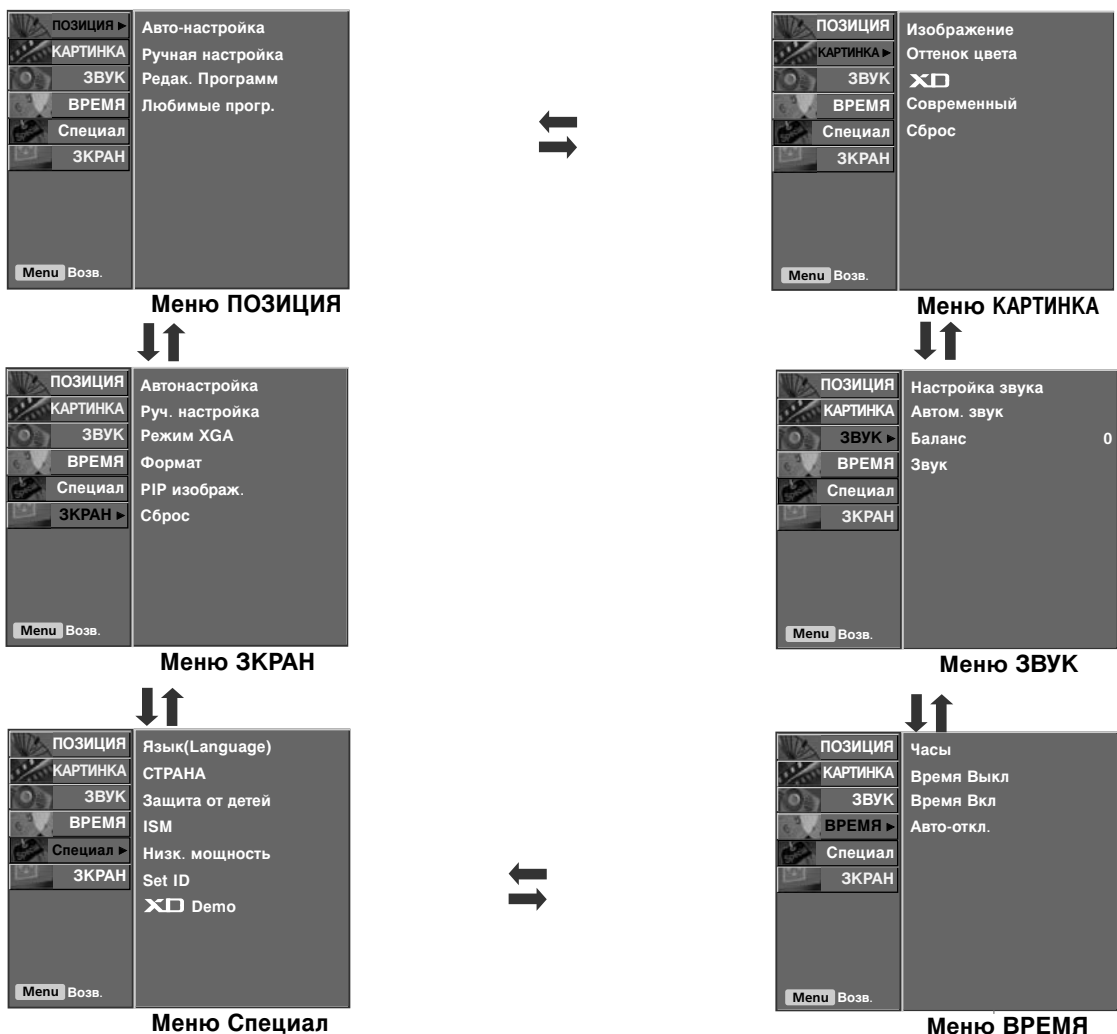 ПОЗИЦИЯ ►
КАРТИНКА
ЗВУК
ВРЕМЯ
Специал
ЗКРАН
Авто-настройка
Ручная настройка
Редак. Программ
Любимые прогр.
Menu Возв.
Меню ПОЗИЦИЯ
ПОЗИЦИЯ
КАРТИНКА ►
ЗВУК
ВРЕМЯ
Специал
ЗКРАН
Изображение
Оттенок цвета
XD
Современный
Сброс
Menu Возв.
Меню КАРТИНКА
ПОЗИЦИЯ
КАРТИНКА
ЗВУК
ВРЕМЯ
Специал
ЗКРАН ►
Автонастройка
Руч. настройка
Режим XGA
Формат
PIP изображ.
Сброс
Menu Возв.
Меню ЗКРАН
ПОЗИЦИЯ
КАРТИНКА
ЗВУК ►
ВРЕМЯ
Специал
ЗКРАН
Настройка звука
Автом. звук
Баланс 0
Звук
Menu Возв.
Меню ЗВУК
ПОЗИЦИЯ
КАРТИНКА
ЗВУК
ВРЕМЯ
Специал ►
ЗКРАН
Язык(Language)
СТРАНА
Защита от детей
ISM
Низк. мощность
Set ID
XD Demo
Menu Возв.
Меню Специал
ПОЗИЦИЯ
КАРТИНКА
ЗВУК
ВРЕМЯ ►
Специал
ЗКРАН
Часы
Время Выкл
Время Вкл
Авто-откл.
Menu Возв.
Меню ВРЕМЯ